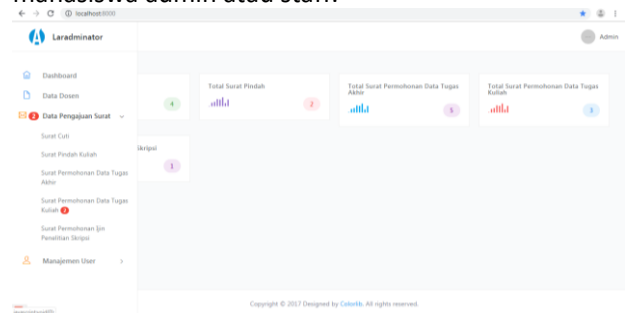 mahasiswa admin atau staff
localhost:8000
Laradminator
Admin
Dashboard
Data Dosen
2 Data Pengajuan Surat
Surat Cuti
Surat Pindah Kuliah
Surat Permohonan Data Tugas
Akhir
Surat Permohonan Data Tugas
Kuliah 2
Surat Permohonan Ijin
Penelitian Skripsi
Manajemen User
4
Total Surat Pindah
2
Total Surat Permohonan Data Tugas
Akhir
5
Total Surat Permohonan Data Tugas
Kuliah
3
Skripsi
1
Copyright © 2017 Designed by Colorlib. All rights reserved.